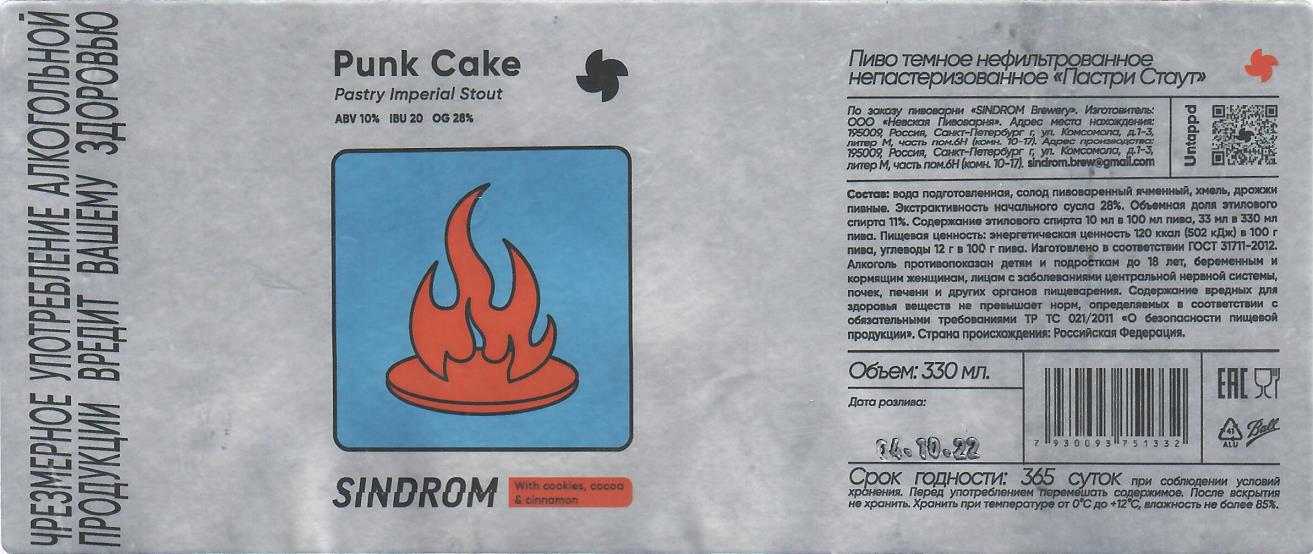 ЧРЕЗМЕРНОЕ УПОТРЕБЛЕНИЕ АЛКОГОЛЬНОЙ
ПРОДУКЦИИ ВРЕДИТ ВАШЕМУ ЗДОРОВЬЮ
Punk Cake
Pastry Imperial Stout
ABV 10% IBU 20 OG 28%
SINDROM
With cookies, cocoa
& cinnamon
Пиво темное нефильтрованное
непастеризованное «Пастри Стаут»
По заказу пивоварни «SINDROM Brewery». Изготовитель:
ООО «Невская Пивоварня». Адрес места нахождения:
195009, Россия, Санкт-Петербург г, ул. Комсомола, д.1-3,
литер М, часть пом.6Н (комн. 10-17). Адрес производства:
195009, Россия, Санкт-Петербург г, ул. Комсомола, д.1-3,
литер М, часть пом.6Н (комн. 10-17). sindrom.brew@gmail.com
Untappd
Состав: вода подготовленная, солод пивоваренный ячменный, хмель, дрожжи
пивные. Экстрактивность начального сусла 28%. Объемная доля этилового
спирта 11%. Содержание этилового спирта 10 мл в 100 мл пива, 33 мл в 330 мл
пива. Пищевая ценность: энергетическая ценность 120 ккал (502 кДж) в 100 г
пива, углеводы 12 г в 100 г пива. Изготовлено в соответствии ГОСТ 31711-2012.
Алкоголь противопоказан детям и подросткам до 18 лет, беременным и
кормящим женщинам, лицам с заболеваниями центральной нервной системы,
почек, печени и других органов пищеварения. Содержание вредных для
здоровья веществ не превышает норм, определяемых в соответствии с
обязательными требованиями ТР ТС 021/2011 «О безопасности пищевой
продукции». Страна происхождения: Российская Федерация.
Объем: 330 мл.
Дата розлива:
14.10.22
7 930093 751332
EAC
41
ALU
Ball
Срок годности: 365 суток при соблюдении условий
хранения. Перед употреблением перемешать содержимое. После вскрытия
не хранить. Хранить при температуре от 0°С до +12°С, влажность не более 85%.